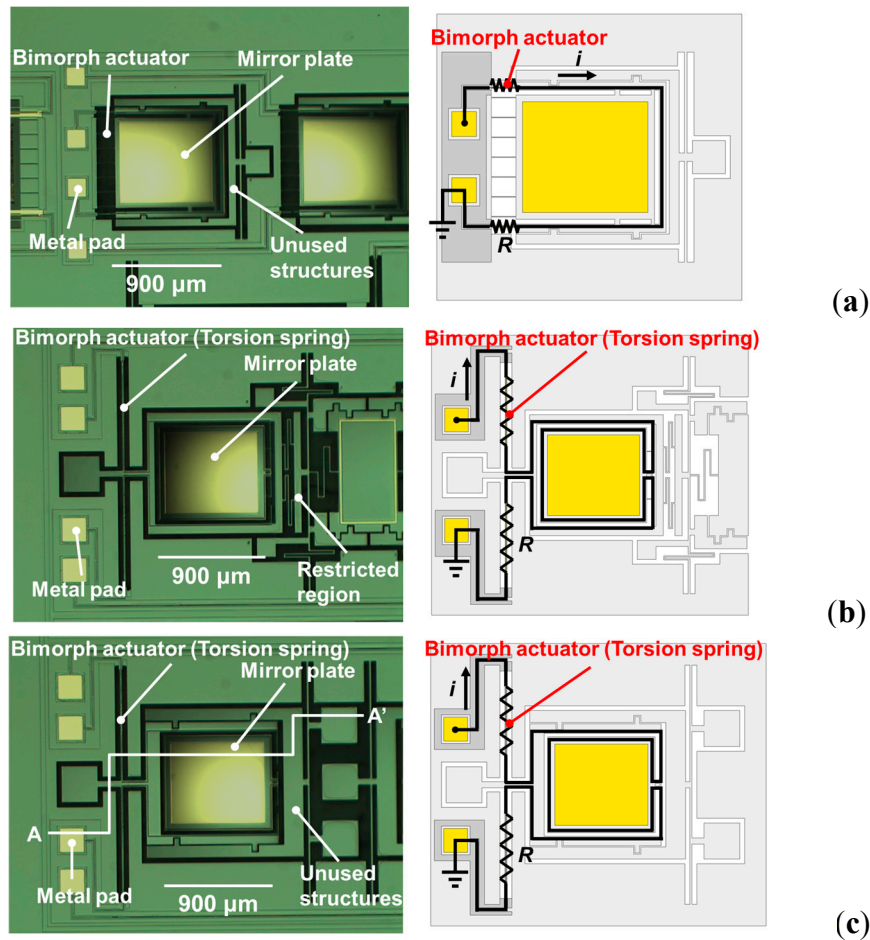 Bimorph actuator
Mirror plate
Metal pad
Unused
structures
900 µm
Bimorph actuator
i
R
(a)
Bimorph actuator (Torsion spring)
Mirror plate
Metal pad
900 µm
Restricted
region
Bimorph actuator (Torsion spring)
i
R
(b)
Bimorph actuator (Torsion spring)
Mirror plate
A'
A
Metal pad
900 µm
Unused
structures
Bimorph actuator (Torsion spring)
i
R
(c)